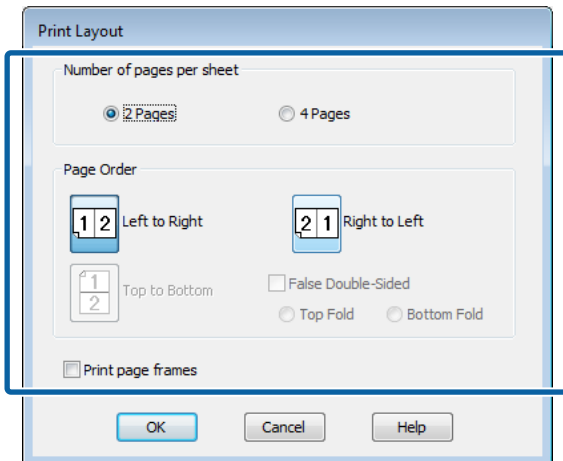 Print Layout
Number of pages per sheet
2 Pages
4 Pages
Page Order
1 2 Left to Right
2 1 Right to Left
1
2
Top to Bottom
False Double-Sided
Top Fold
Bottom Fold
Print page frames
OK
Cancel
Help